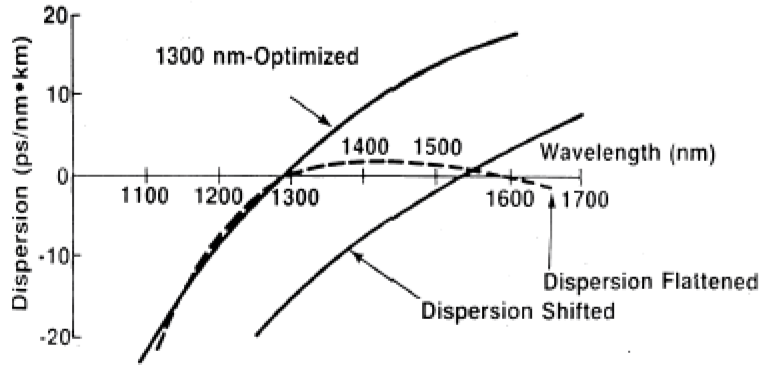 20
1300 nm-Optimized
10
1400 1500
Wavelength (nm)
0
1100 1200 1300 1600 1700
Dispersion (ps/nm•km)
-10
Dispersion Flattened
Dispersion Shifted
-20